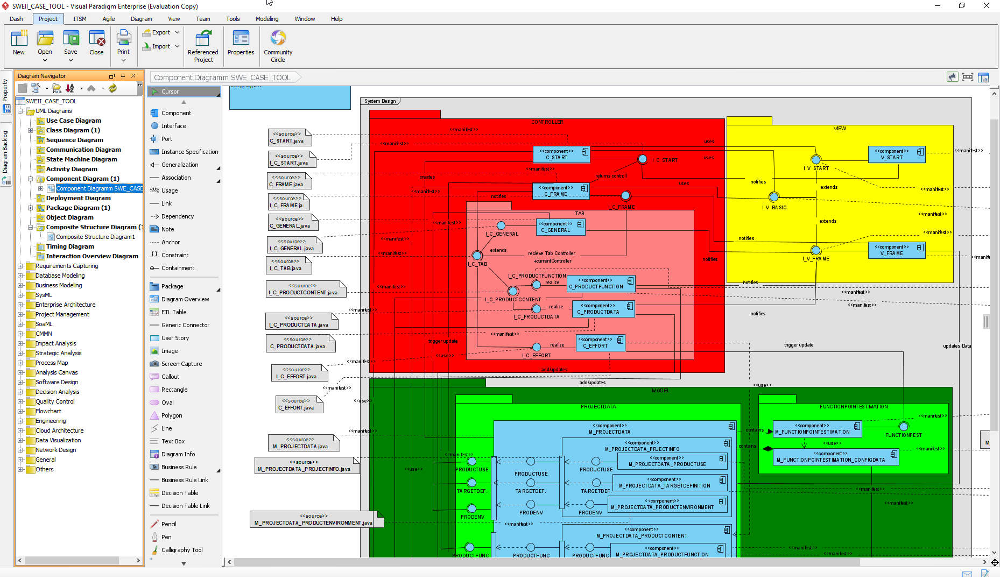 SWEII_CASE_TOOL - Visual Paradigm Enterprise (Evaluation Copy)
Dash Project ITSM Agile Diagram View Team Tools Modeling Window Help
New Open Save Close Print Export Import Referenced Project Properties Community Circle
Property
Diagram Backlog
Diagram Navigator
SWEII_CASE_TOOL
UML Diagrams
Use Case Diagram
Class Diagram (1)
Sequence Diagram
Communication Diagram
State Machine Diagram
Activity Diagram
Component Diagram (1)
Component Diagramm SWE_CASE
Deployment Diagram
Package Diagram (1)
Object Diagram
Composite Structure Diagram (
Composite Structure Diagram1
Timing Diagram
Interaction Overview Diagram
Requirements Capturing
Database Modeling
Business Modeling
SysML
Enterprise Architecture
Project Management
SoaML
CMMN
Impact Analysis
Strategic Analysis
Process Map
Analysis Canvas
Software Design
Decision Analysis
Quality Control
Flowchart
Engineering
Cloud Architecture
Data Visualization
Network Design
General
Others
Component Diagramm SWE_CASE_TOOL
Cursor
Component
Interface
Port
Instance Specification
Generalization
Association
Usage
Link
Dependency
Note
Anchor
Constraint
Containment
Package
Diagram Overview
ETL Table
Generic Connector
User Story
Image
Screen Capture
Callout
Rectangle
Oval
Polygon
Line
Text Box
Diagram Info
Business Rule
Business Rule Link
Decision Table
Decision Table Link
Pencil
Pen
Calligraphy Tool
System Design
<<source>>
C_START.java
<<source>>
I_C_START.java
<<source>>
C_FRAME.java
<<source>>
I_C_FRAME.ja
<<source>>
C_GENERAL.java
<<source>>
I_C_GENERAL.java
<<source>>
I_C_TAB.java
<<source>>
I_C_PRODUCTCONTENT.java
<<source>>
I_C_PRODUCTDATA.java
<<source>>
C_PRODUCTDATA.java
<<source>>
I_C_EFFORT.java
<<source>>
C_EFFORT.java
<<source>>
M_PROJECTDATA.java
<<source>>
M_PROJECTDATA_PROJECTINFO.java
<<source>>
M_PROJECTDATA_PRODUCTENVIRONMENT.java
CONTROLLER
<<manifest>>
<<manifest>>
uses
<<component>>
C_START
I_C_START
uses
<<manifest>>
creates
returns controll
uses
<<manifest>>
<<component>>
C_FRAME
notifies
I_C_FRAME
TAB
<<manifest>>
<<component>>
C_GENERAL
I_C_GENERAL
<<manifest>>
extends
recieve Tab Controller
+currentController
<<manifest>>
I_C_TAB
notifies
I_C_PRODUCTFUNCTION
realize
<<component>>
C_PRODUCTFUNCTION
<<manifest>>
I_C_PRODUCTCONTENT
realize
<<component>>
C_PRODUCTDATA
I_C_PRODUCTDATA
<<manifest>>
<<manifest>>
trigger update
realize
<<component>>
C_EFFORT
I_C_EFFORT
<<use>>
<<manifest>>
add/updates
add/updates
<<manifest>>
<<use>>
VIEW
<<component>>
V_START
<<manifest>>
I_V_START
notifies
extends
<<manifest>>
I_V_BASIC
<<manifest>>
extends
<<manifest>>
notifies
<<component>>
V_FRAME
I_V_FRAME
<<manife
notifies
<<manifest>>
<<manifest>>
notifies
trigger update
updates Data
<<use>>
MODEL
PROJECTDATA
<<component>>
M_PROJECTDATA
<<manifest>>
<<component>>
M_PROJECTDATA_PRJECTINFO
<<manifest>>
<<component>>
M_PROJECTDATA_PRODUCTUSE
PRODUCTUSE
PRODUCTUSE
PRODUCTUSE
<<use>>
<<component>>
M_PROJECTDATA_TARGETDEFINITION
TARGETDEF.
TARGETDEF.
TARGETDEF.
<<component>>
M_PROJECTDATA_PRODUCTENVIRONMENT
PRODENV
PRODENV
PRODENV
<<manifest>>
<<component>>
M_PROJECTDATA_PRODUCTCONTENT
<<component>>
M_PROJECTDATA_PRODUCTFUNCTION
PRODUCTFUNC
PRODUCTFUNC
PRODUCTFUNC
FUNCTIONPOINTESTIMATION
<<manifest>>
contains
<<component>>
M_FUNCTIONPOINTESTIMATION
FUNCTIONPEST
<<use>>
contains
<<manifest>>
<<component>>
M_FUNCTIONPOINTESTIMATION_CONFIGDATA
<<manifest>>
<<manifest>>
<<manifest>>
<<manifest>>
M